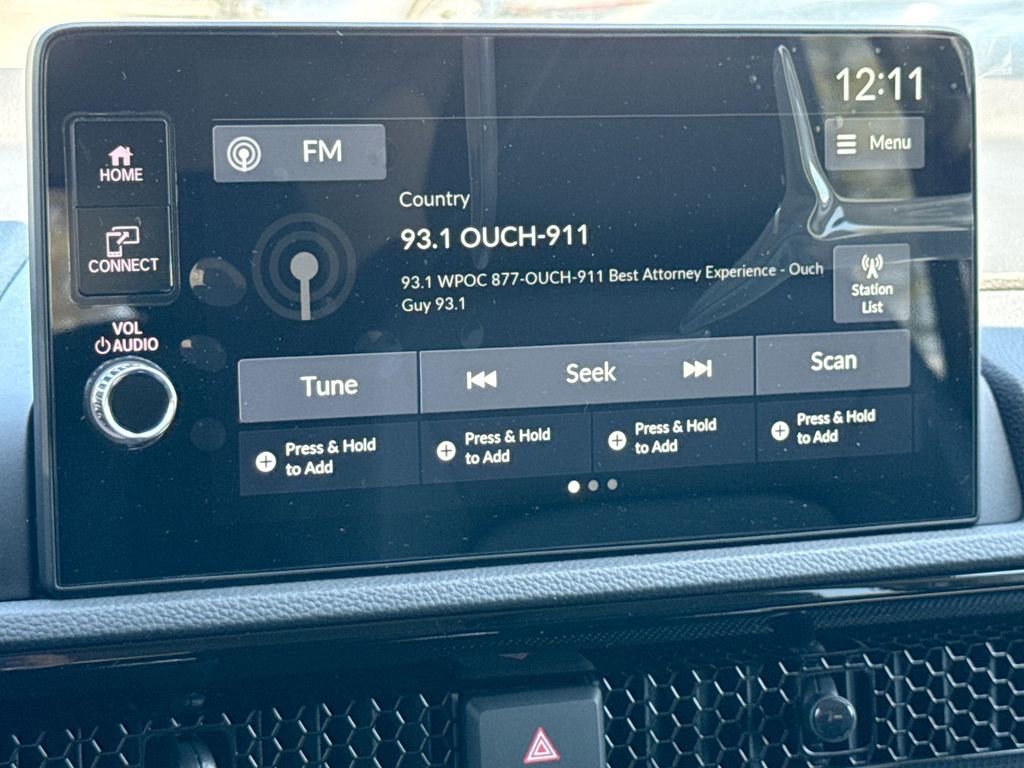 12:11
HOME
FM
Menu
Country
93.1 OUCH-911
CONNECT
93.1 WPOC 877-OUCH-911 Best Attorney Experience - Ouch
Guy 93.1
Station
List
VOL
AUDIO
Tune
Seek
Scan
Press & Hold
to Add
Press & Hold
to Add
Press & Hold
to Add
Press & Hold
to Add